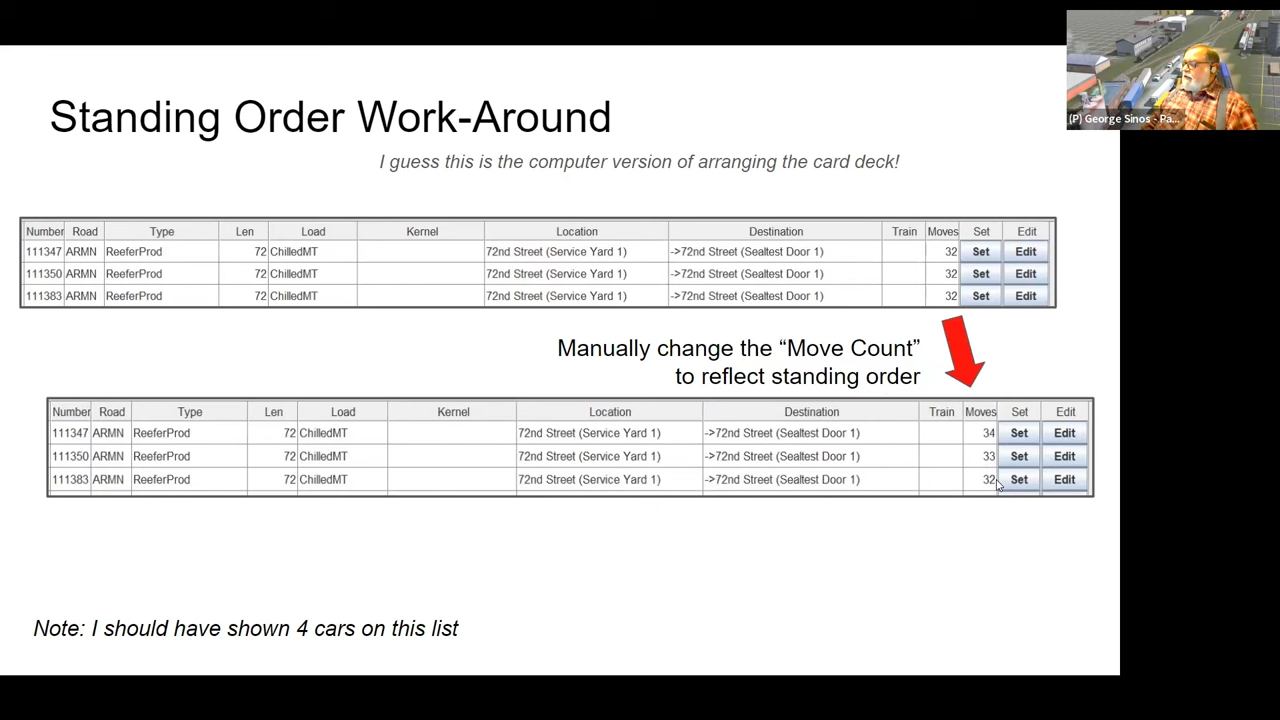 (P) George Sinos - Pa...
Standing Order Work-Around
I guess this is the computer version of arranging the card deck!
Number Road Type Len Load Kernel Location Destination Train Moves Set Edit
111347 ARMN ReeferProd 72 ChilledMT 72nd Street (Service Yard 1) ->72nd Street (Sealtest Door 1) 32 Set Edit
111350 ARMN ReeferProd 72 ChilledMT 72nd Street (Service Yard 1) ->72nd Street (Sealtest Door 1) 32 Set Edit
111383 ARMN ReeferProd 72 ChilledMT 72nd Street (Service Yard 1) ->72nd Street (Sealtest Door 1) 32 Set Edit
Manually change the “Move Count”
to reflect standing order
Number Road Type Len Load Kernel Location Destination Train Moves Set Edit
111347 ARMN ReeferProd 72 ChilledMT 72nd Street (Service Yard 1) ->72nd Street (Sealtest Door 1) 34 Set Edit
111350 ARMN ReeferProd 72 ChilledMT 72nd Street (Service Yard 1) ->72nd Street (Sealtest Door 1) 33 Set Edit
111383 ARMN ReeferProd 72 ChilledMT 72nd Street (Service Yard 1) ->72nd Street (Sealtest Door 1) 32 Set Edit
Note: I should have shown 4 cars on this list